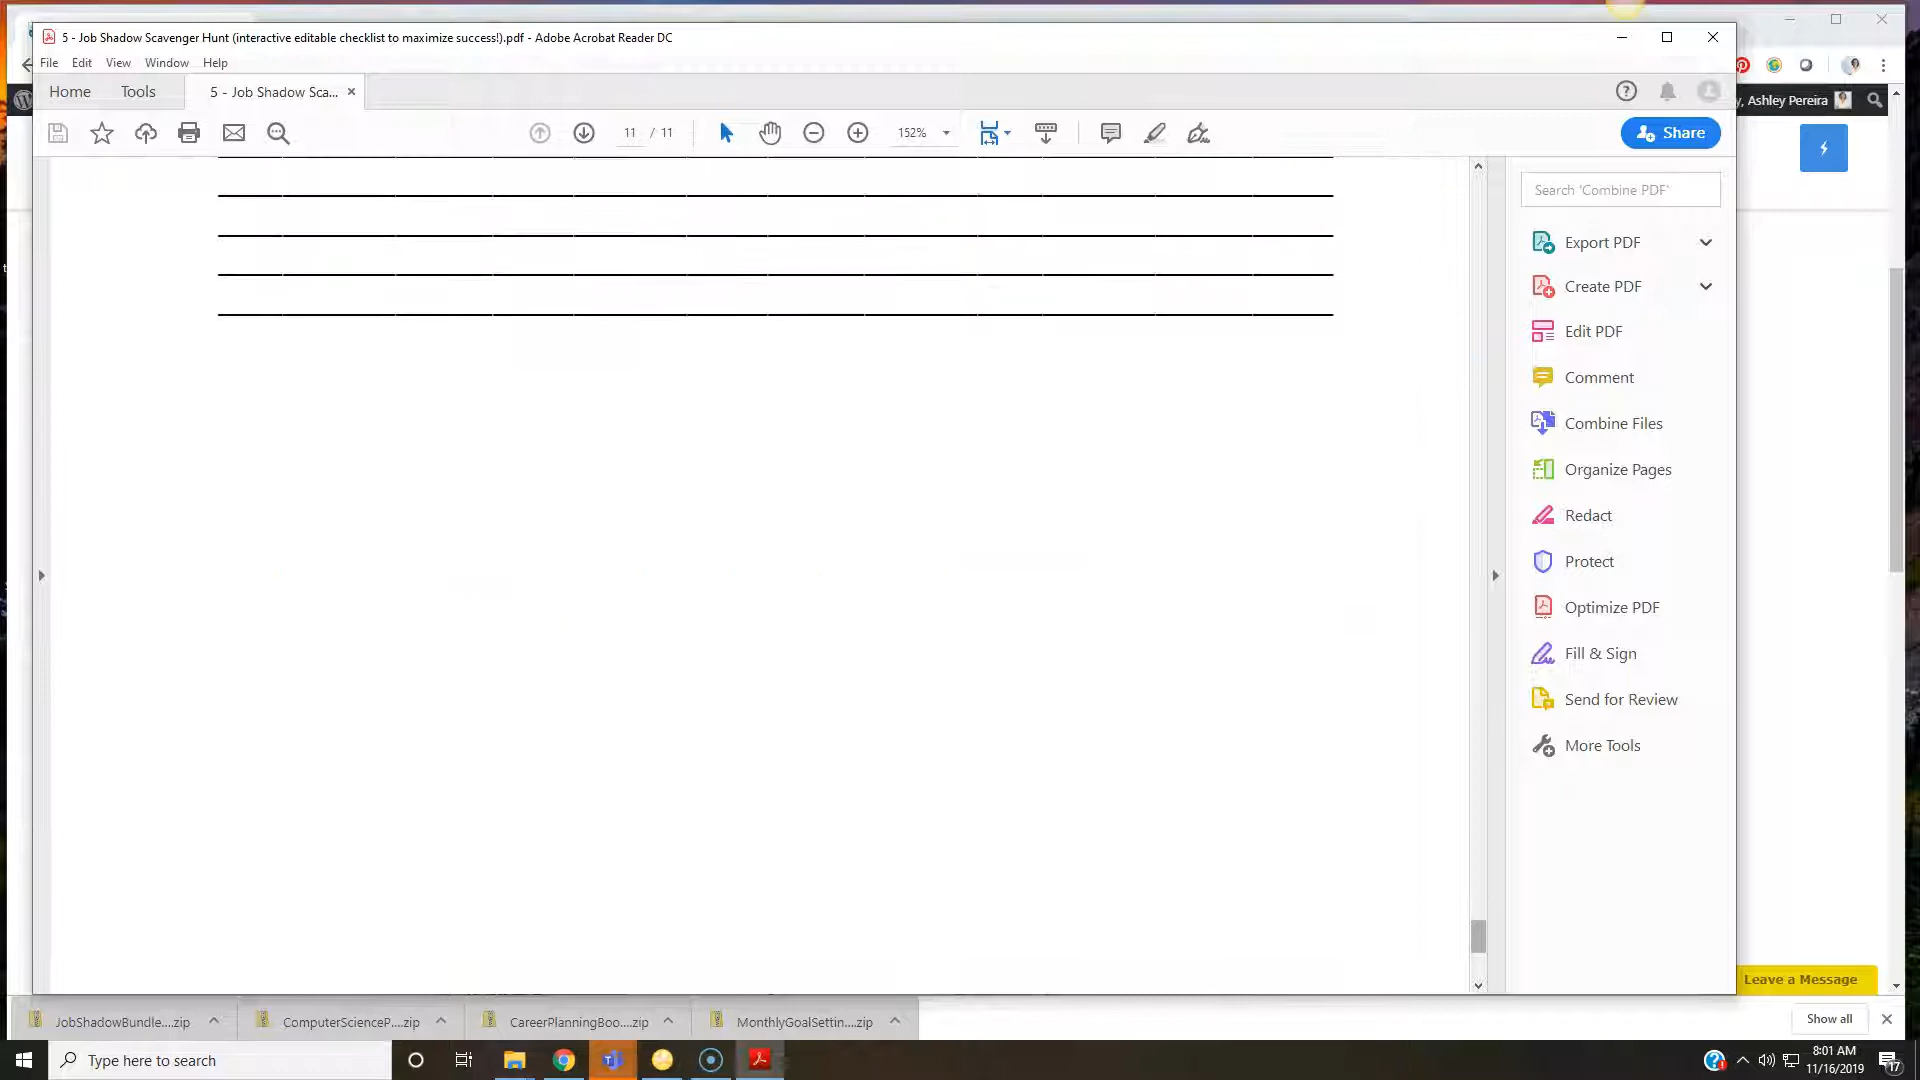 5 - Job Shadow Scavenger Hunt (interactive editable checklist to maximize success!).pdf - Adobe Acrobat Reader DC
File Edit View Window Help
Home Tools 5 - Job Shadow Sca...
y, Ashley Pereira
11 / 11 152% Share
Search 'Combine PDF'
Export PDF
Create PDF
Edit PDF
Comment
Combine Files
Organize Pages
Redact
Protect
Optimize PDF
Fill & Sign
Send for Review
More Tools
Leave a Message
JobShadowBundle....zip ComputerScienceP....zip CareerPlanningBoo....zip MonthlyGoalSettin....zip Show all
Type here to search
8:01 AM
11/16/2019
17